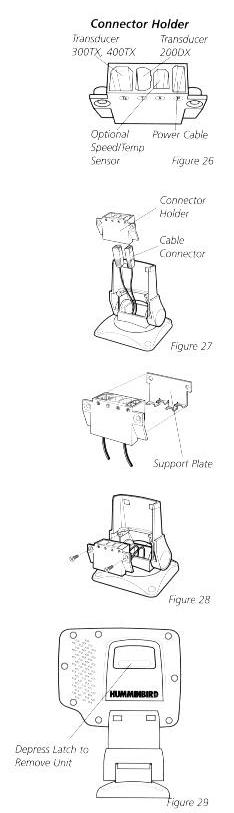 Connector Holder
Transducer
300TX, 400TX
Transducer
200DX
Optional
Speed/Temp
Sensor
Power Cable
Figure 26
Connector
Holder
Cable
Connector
Figure 27
Support Plate
Figure 28
HUMMINBIRD
Depress Latch to
Remove Unit
Figure 29